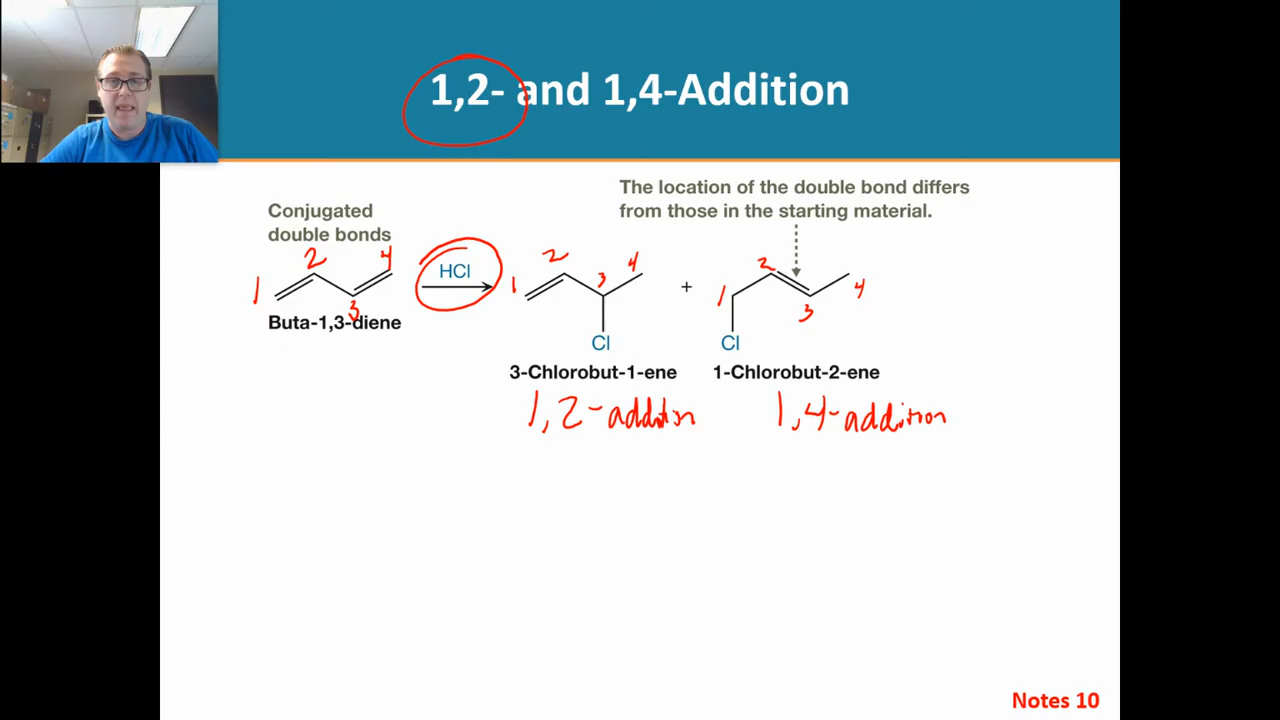 1,2- and 1,4-Addition
The location of the double bond differs
from those in the starting material.
Conjugated
double bonds
1 2 3 4
HCl
1 2 3 4
Cl
+
1 2 3 4
Cl
Buta-1,3-diene
3-Chlorobut-1-ene
1-Chlorobut-2-ene
1,2-addition
1,4-addition
Notes 10